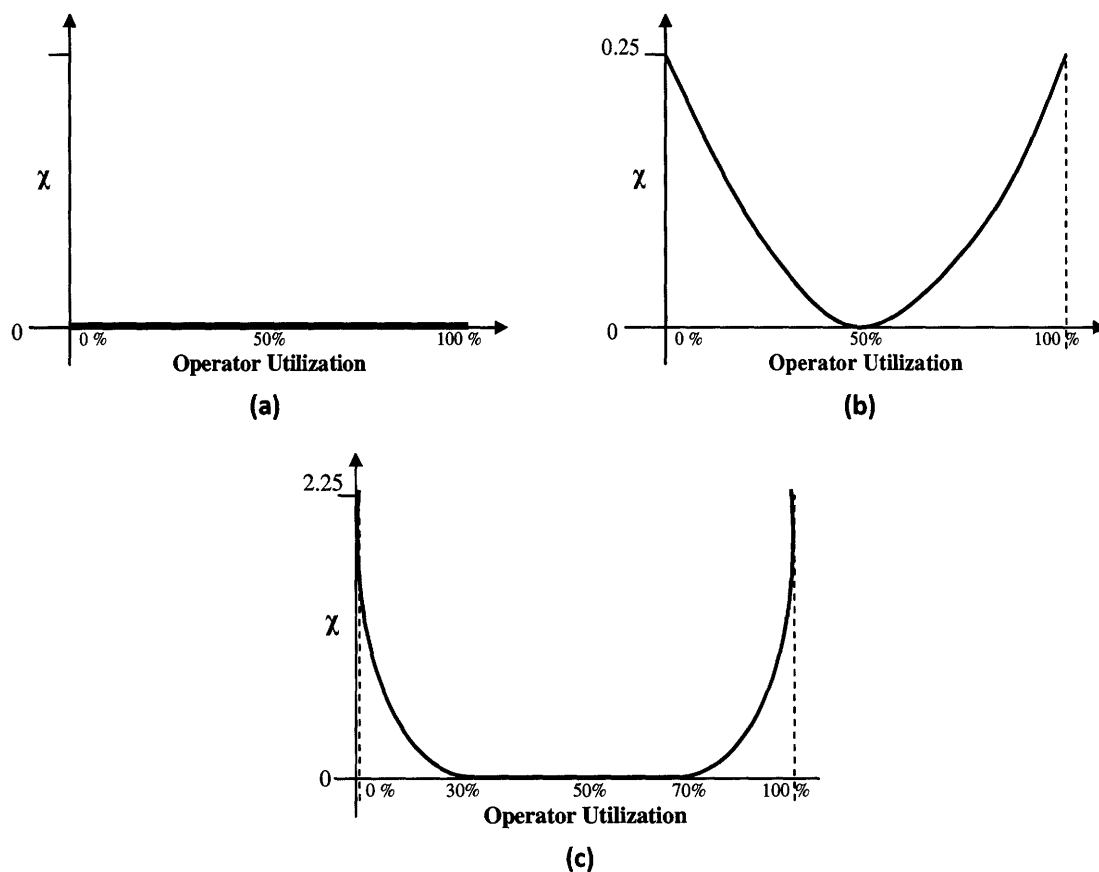 χ
0
0 %
50%
100 %
Operator Utilization
(a)
0.25
χ
0
0 %
50%
100 %
Operator Utilization
(b)
2.25
χ
0
0 %
30%
50%
70%
100 %
Operator Utilization
(c)